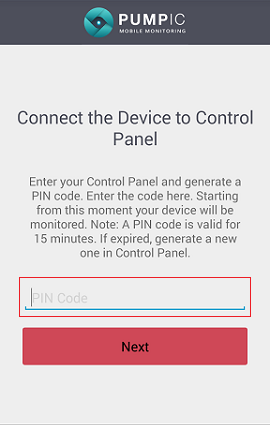 PUMPIC
MOBILE MONITORING
Connect the Device to Control
Panel
Enter your Control Panel and generate a
PIN code. Enter the code here. Starting
from this moment your device will be
monitored. Note: A PIN code is valid for
15 minutes. If expired, generate a new
one in Control Panel.
PIN Code
Next